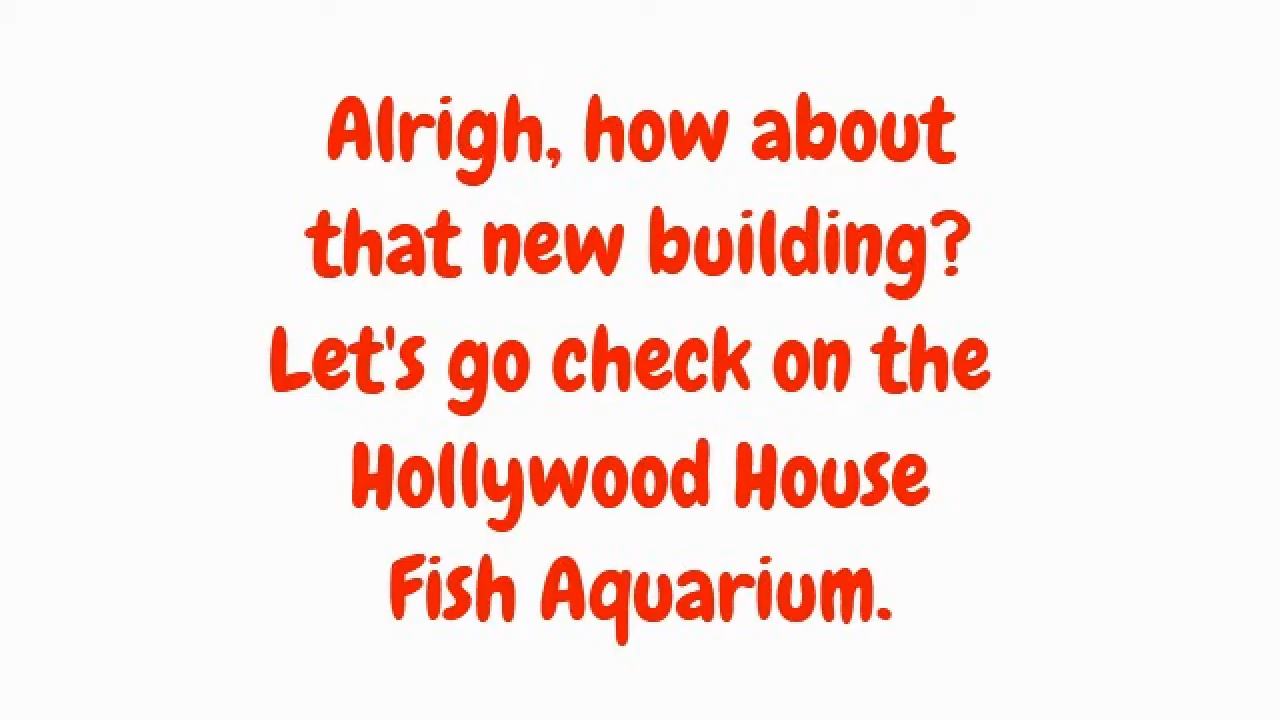 Alrigh, how about
that new building?
Let's go check on the
Hollywood House
Fish Aquarium.